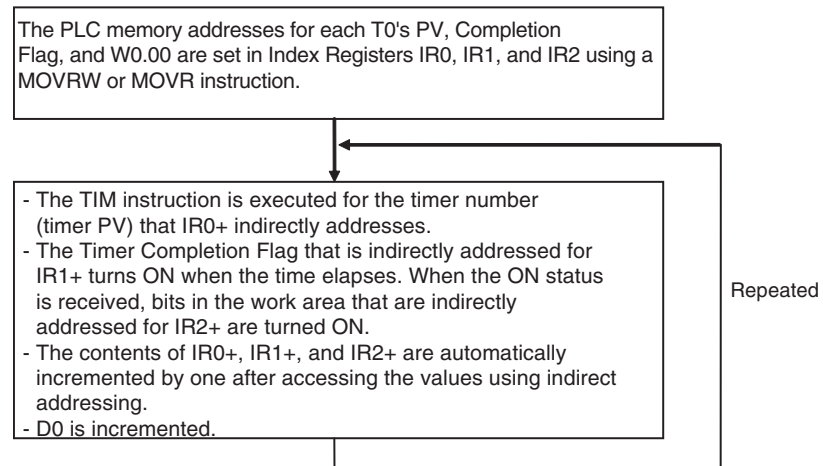 The PLC memory addresses for each T0's PV, Completion
Flag, and W0.00 are set in Index Registers IR0, IR1, and IR2 using a
MOVRW or MOVR instruction.
- The TIM instruction is executed for the timer number
(timer PV) that IR0+ indirectly addresses.
- The Timer Completion Flag that is indirectly addressed for
IR1+ turns ON when the time elapses. When the ON status
is received, bits in the work area that are indirectly
addressed for IR2+ are turned ON.
- The contents of IR0+, IR1+, and IR2+ are automatically
incremented by one after accessing the values using indirect
addressing.
- D0 is incremented.
Repeated